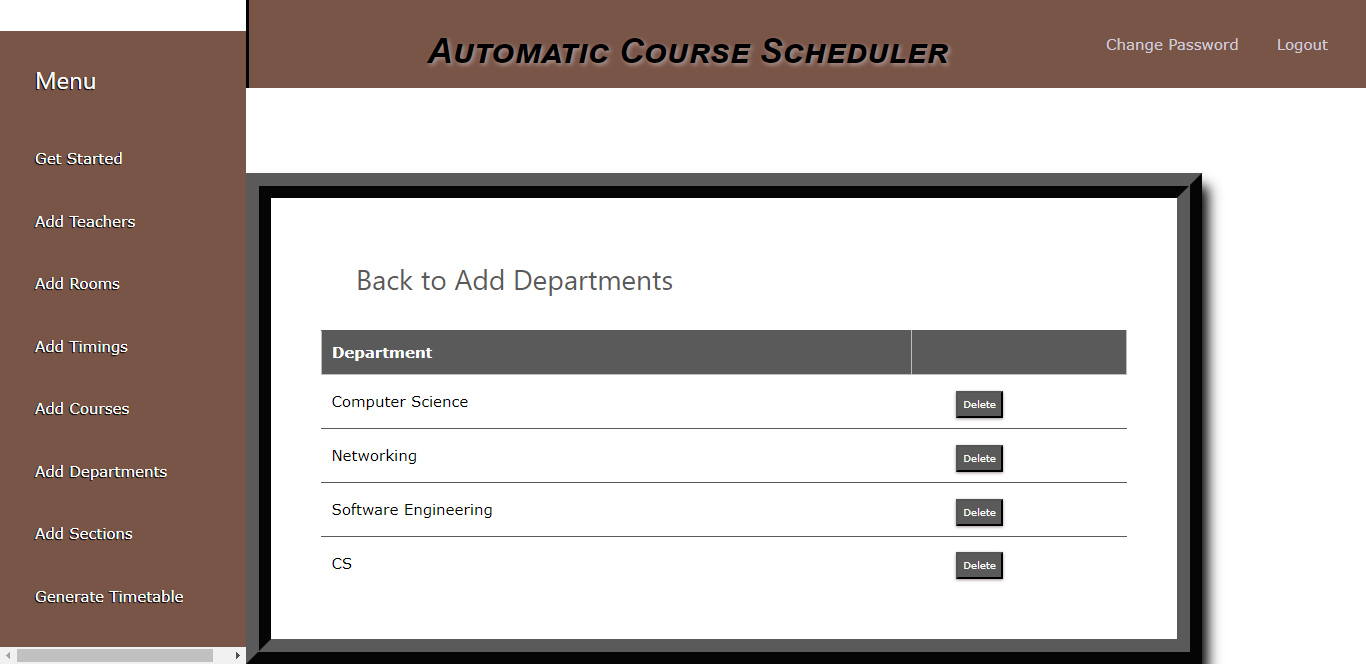 Automatic Course Scheduler
Change Password
Logout
Menu
Get Started
Add Teachers
Add Rooms
Add Timings
Add Courses
Add Departments
Add Sections
Generate Timetable
Back to Add Departments
Department
Computer Science Delete
Networking Delete
Software Engineering Delete
CS Delete